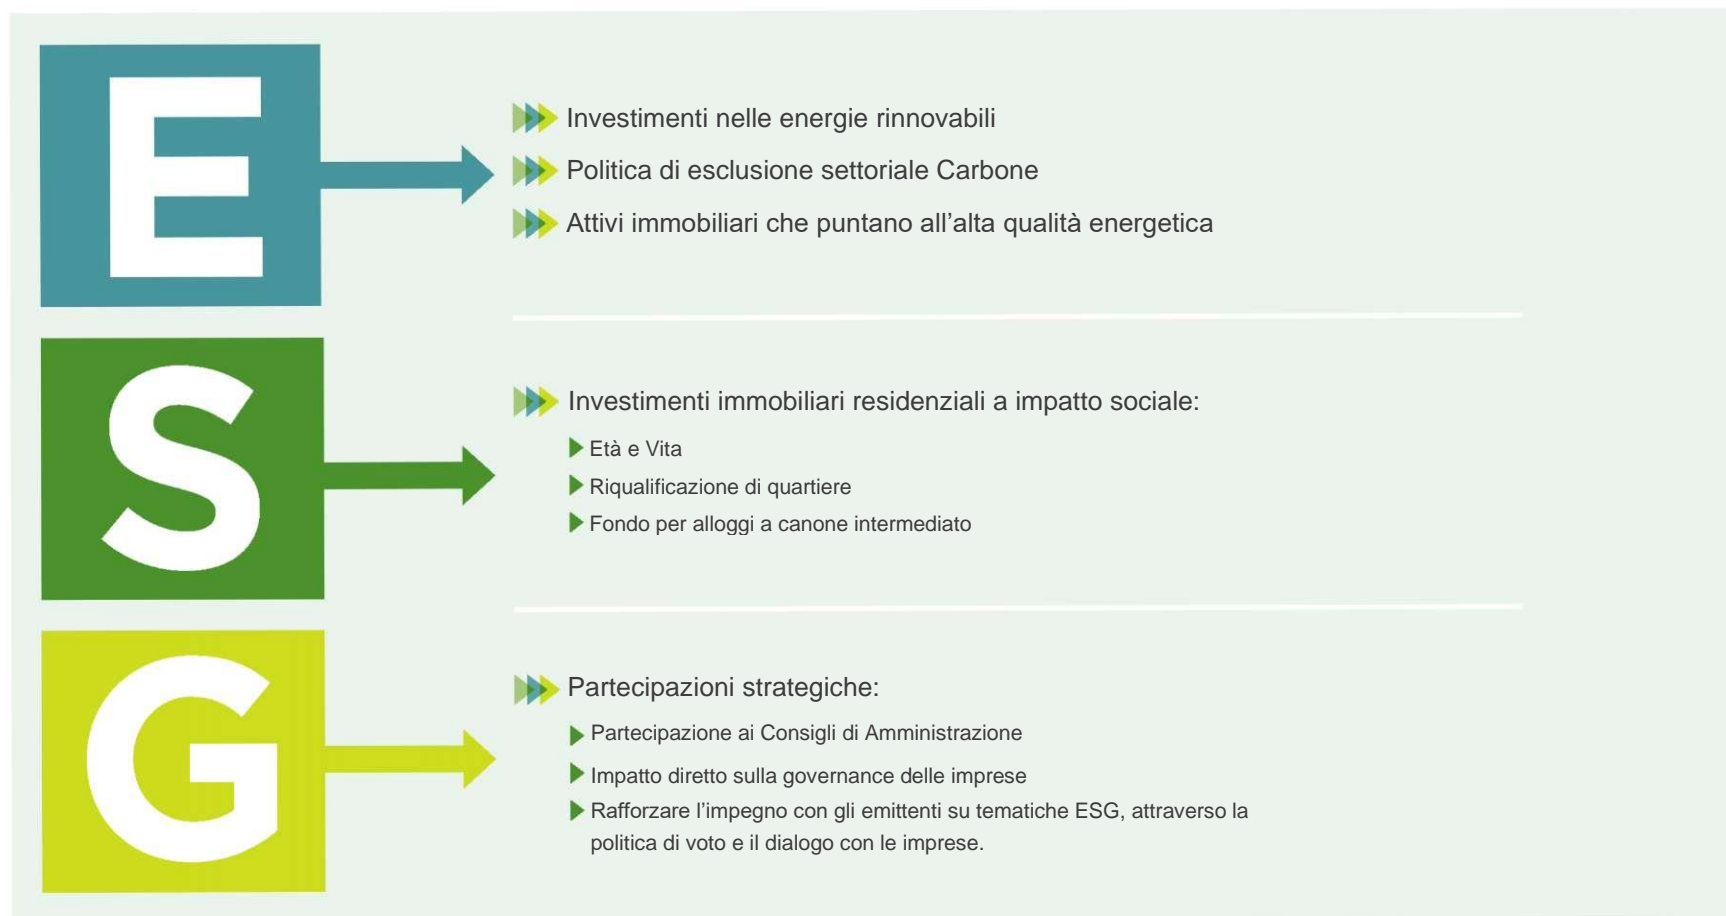 E
Investimenti nelle energie rinnovabili
Politica di esclusione settoriale Carbone
Attivi immobiliari che puntano all’alta qualità energetica
S
Investimenti immobiliari residenziali a impatto sociale:
Età e Vita
Riqualificazione di quartiere
Fondo per alloggi a canone intermediato
G
Partecipazioni strategiche:
Partecipazione ai Consigli di Amministrazione
Impatto diretto sulla governance delle imprese
Rafforzare l’impegno con gli emittenti su tematiche ESG, attraverso la
politica di voto e il dialogo con le imprese.